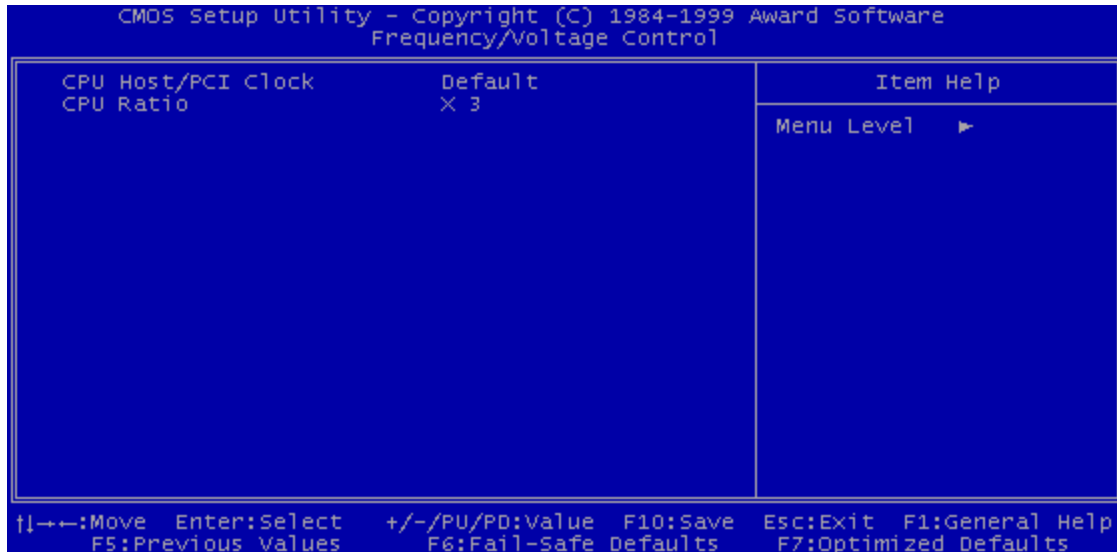 CMOS Setup Utility - Copyright (C) 1984-1999 Award Software
Frequency/Voltage Control
CPU Host/PCI Clock Default
CPU Ratio X 3
Item Help
Menu Level ►
↑↓→←:Move Enter:Select +/-/PU/PD:Value F10:Save Esc:Exit F1:General Help
F5:Previous Values F6:Fail-Safe Defaults F7:Optimized Defaults